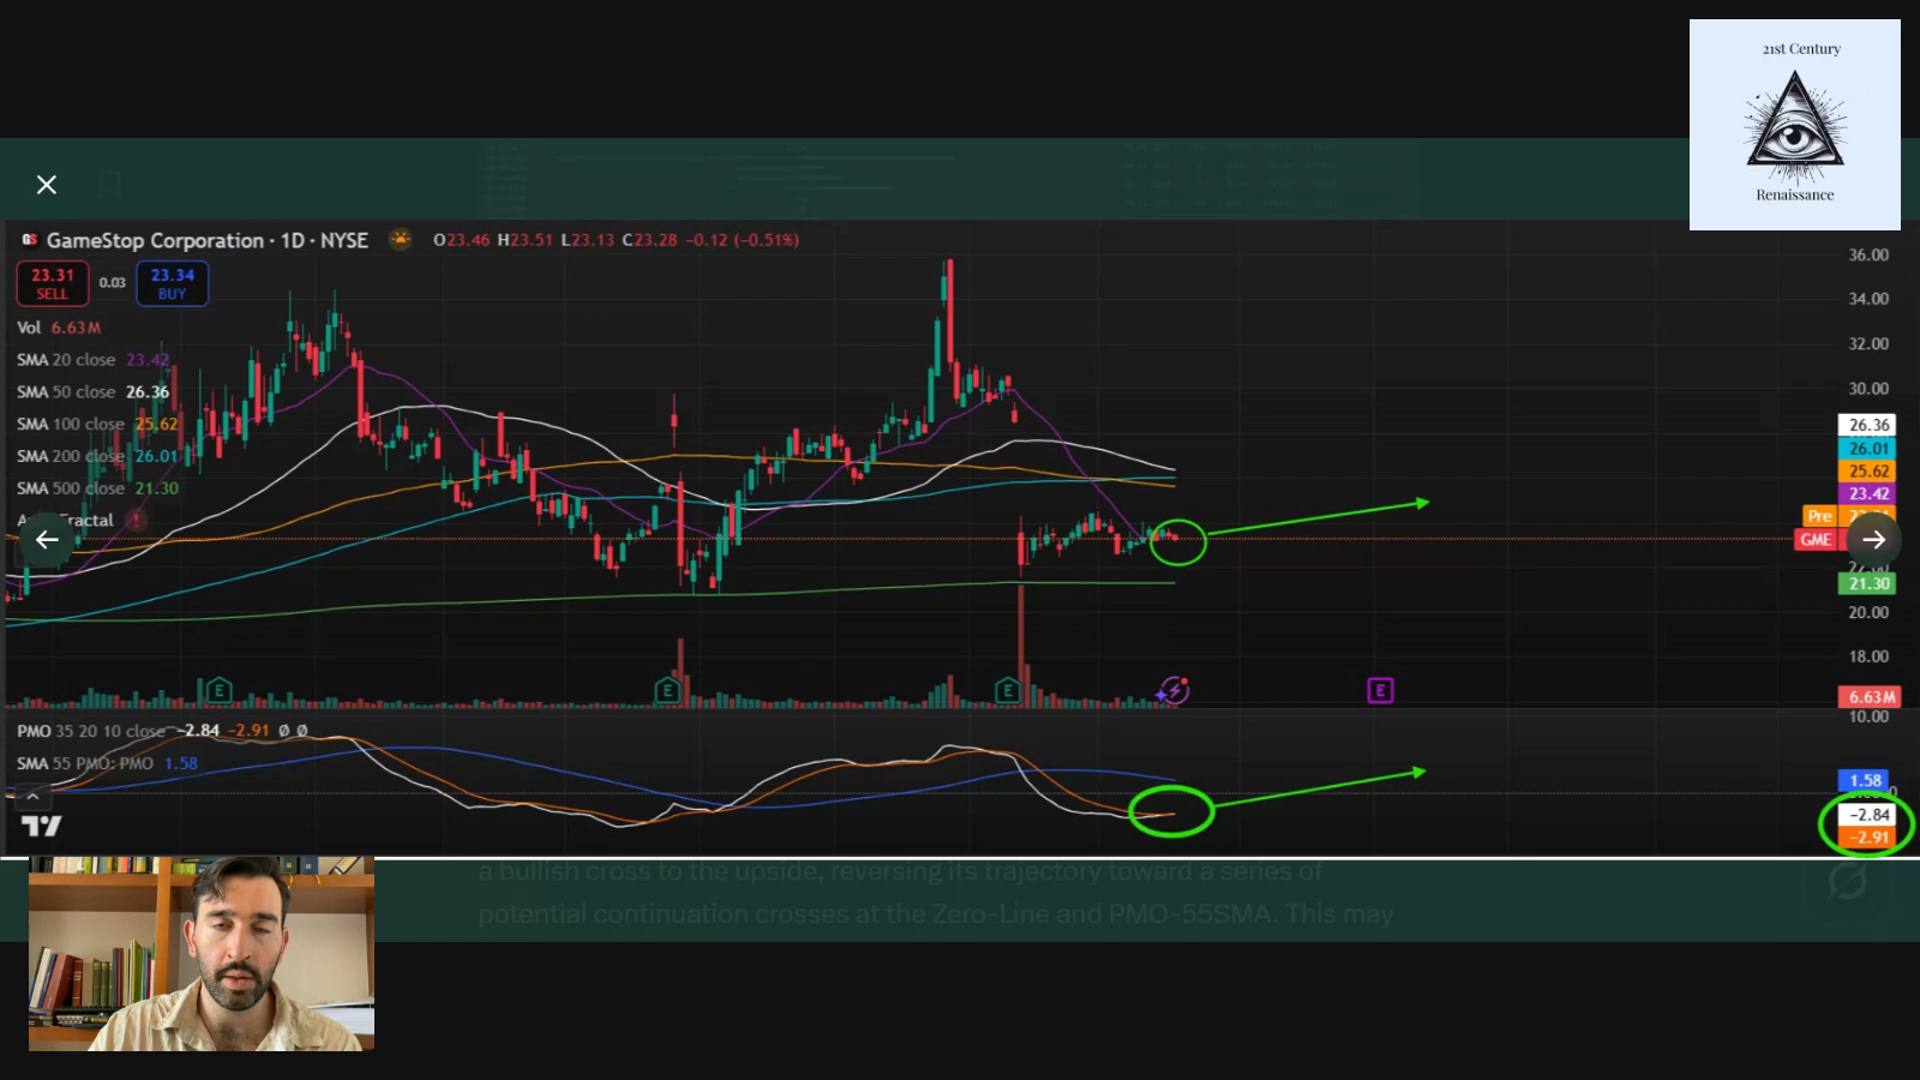 21st Century
Renaissance
GameStop Corporation · 1D · NYSE
O23.46 H23.51 L23.13 C23.28 −0.12 (−0.51%)
23.31
SELL
0.03
23.34
BUY
Vol 6.63M
SMA 20 close 23.42
SMA 50 close 26.36
SMA 100 close 25.62
SMA 200 close 26.01
SMA 500 close 21.30
36.00
34.00
32.00
30.00
26.36
26.01
25.62
23.42
Pre
GME
21.30
20.00
18.00
6.63M
10.00
E
E
E
E
PMO 35 20 10 close −2.84 −2.91 Ø Ø
SMA 55 PMO: PMO 1.58
1.58
−2.84
−2.91
a bullish cross to the upside, reversing its trajectory toward a series of
potential continuation crosses at the Zero-Line and PMO-55SMA. This may